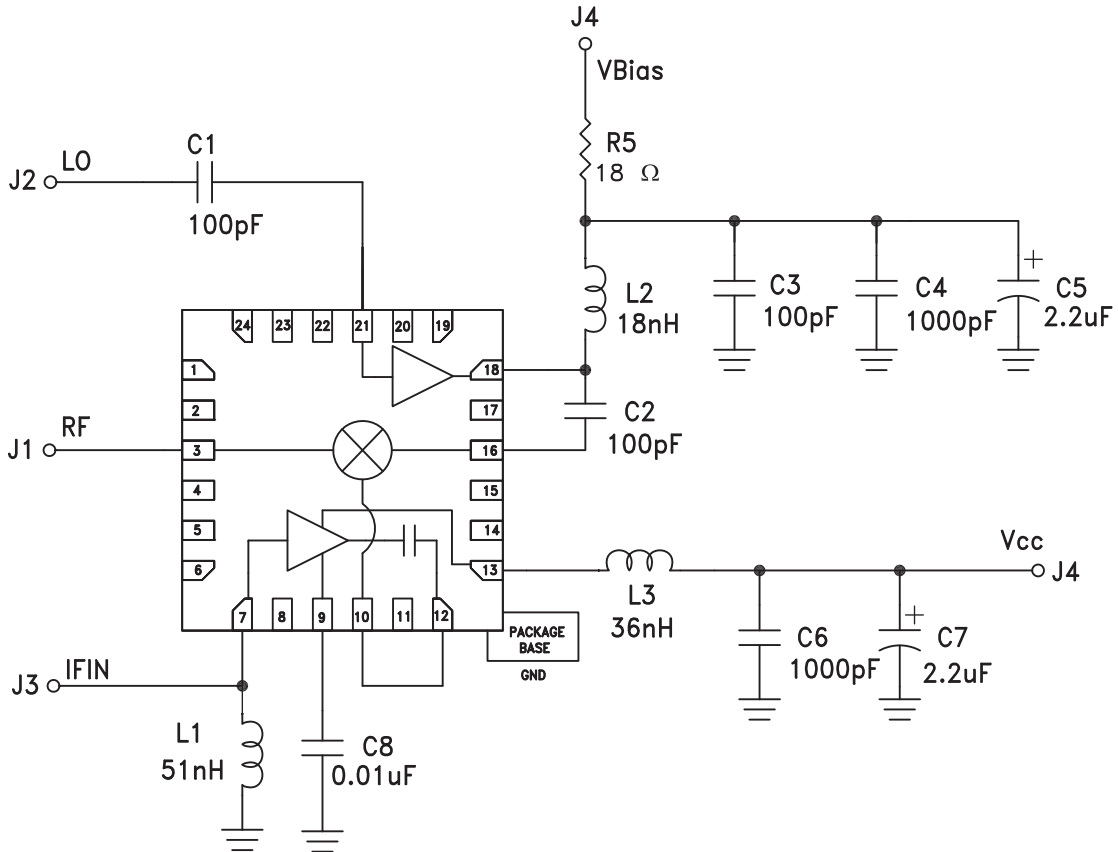 J4
VBias
R5
18 Ω
C1
LO
J2
100pF
L2
18nH
C3
100pF
C4
1000pF
+
C5
2.2uF
24 23 22 21 20 19
1
18
2
17
C2
100pF
RF
J1
3
16
4
15
5
14
6
13
Vcc
J4
L3
36nH
7 8 9 10 11 12
PACKAGE
BASE
GND
C6
1000pF
+
C7
2.2uF
J3
IFIN
L1
51nH
C8
0.01uF